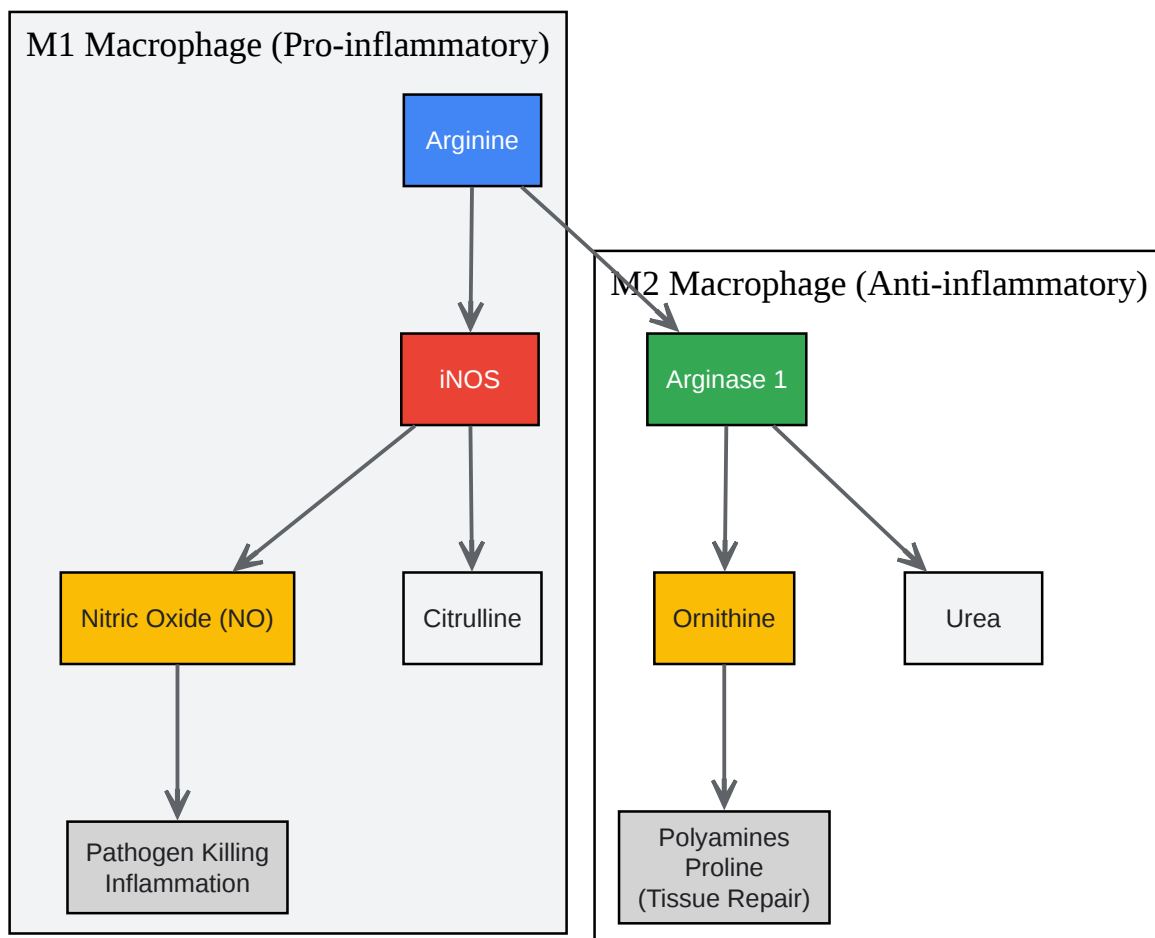 M1 Macrophage (Pro-inflammatory)
Arginine
M2 Macrophage (Anti-inflammatory)
iNOS
Arginase 1
Nitric Oxide (NO)
Citrulline
Ornithine
Urea
Pathogen Killing
Inflammation
Polyamines
Proline
(Tissue Repair)